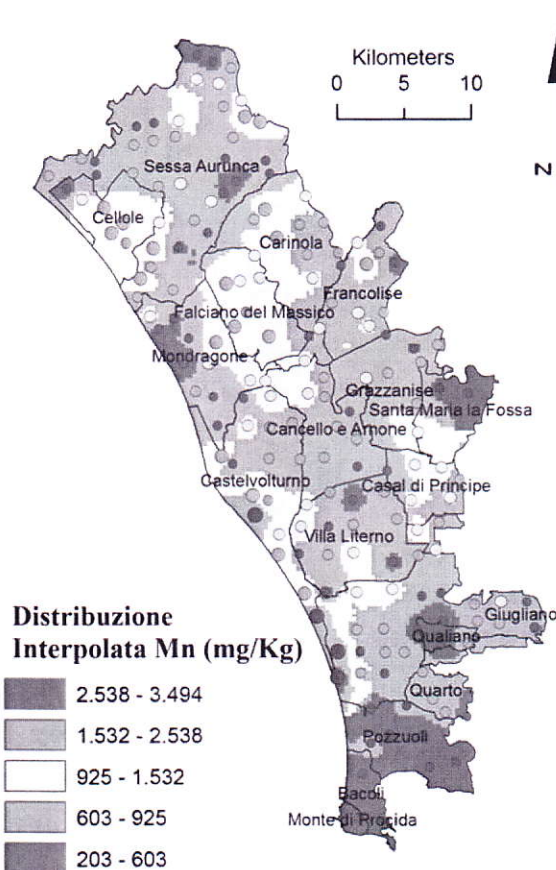 Kilometers
0 5 10
N
Sessa Aurunca
Cellole
Carinola
Francolise
Falciano del Massico
Mondragone
Grazzanise
Santa Maria la Fossa
Cancello e Arnone
Castelvolturno
Casal di Principe
Villa Literno
Giugliano
Qualiano
Quarto
Pozzuoli
Bacoli
Monte di Procida
Distribuzione
Interpolata Mn (mg/Kg)
2.538 - 3.494
1.532 - 2.538
925 - 1.532
603 - 925
203 - 603